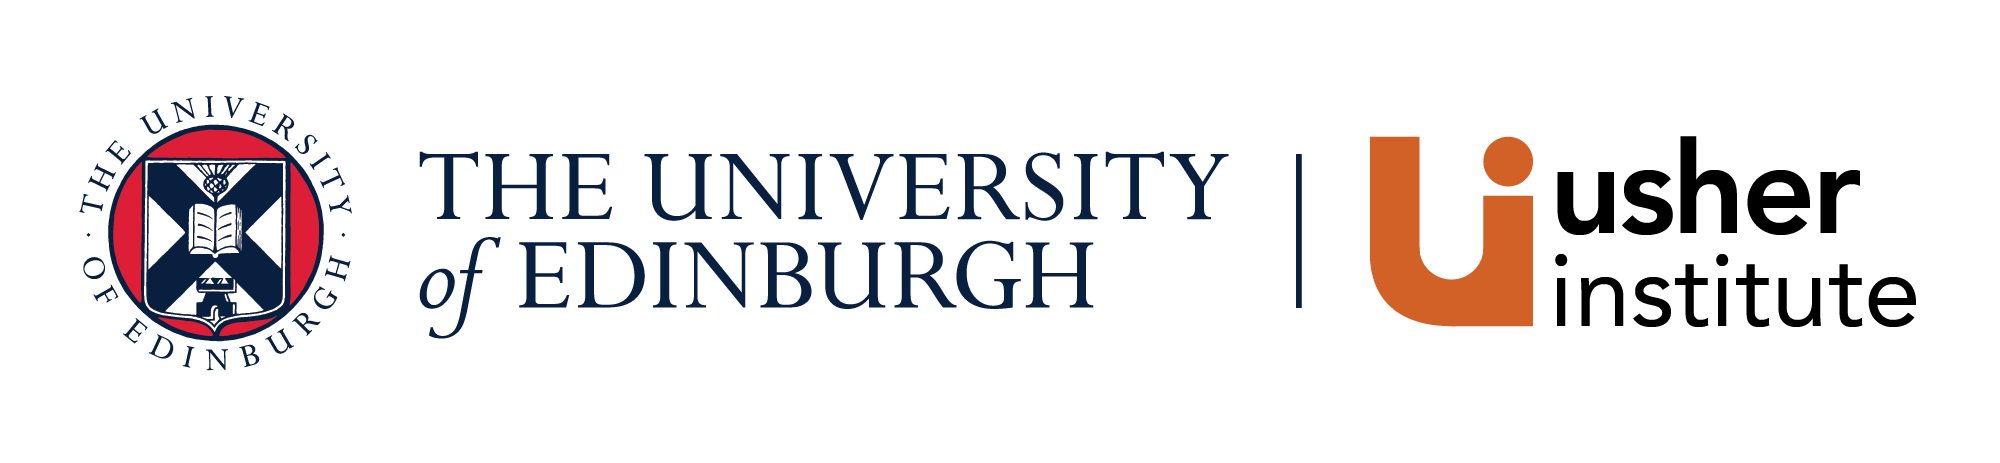 THE UNIVERSITY OF EDINBURGH
THE UNIVERSITY
of EDINBURGH
usher
institute